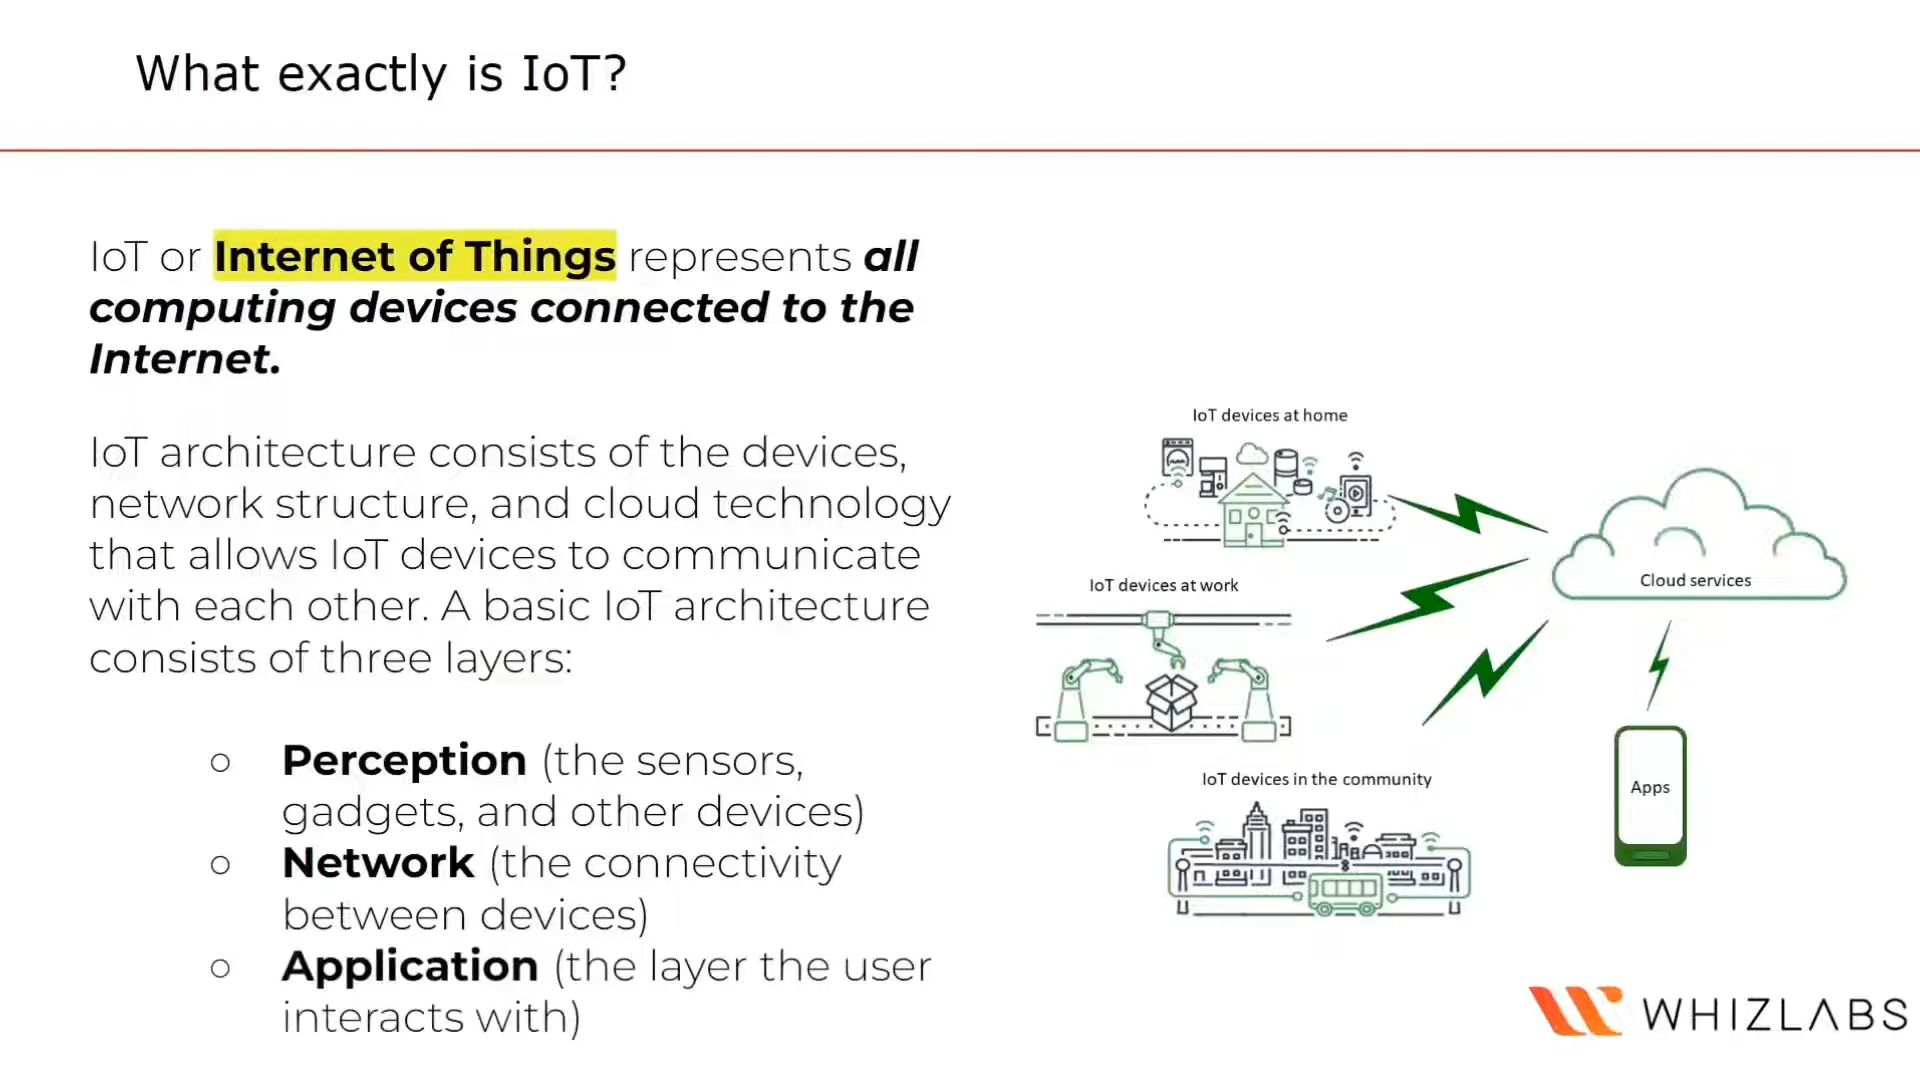 What exactly is IoT?
IoT or Internet of Things represents all
computing devices connected to the
Internet.
IoT architecture consists of the devices,
network structure, and cloud technology
that allows IoT devices to communicate
with each other. A basic IoT architecture
consists of three layers:
○ Perception (the sensors,
gadgets, and other devices)
○ Network (the connectivity
between devices)
○ Application (the layer the user
interacts with)
IoT devices at home
IoT devices at work
IoT devices in the community
Cloud services
Apps
WHIZLABS